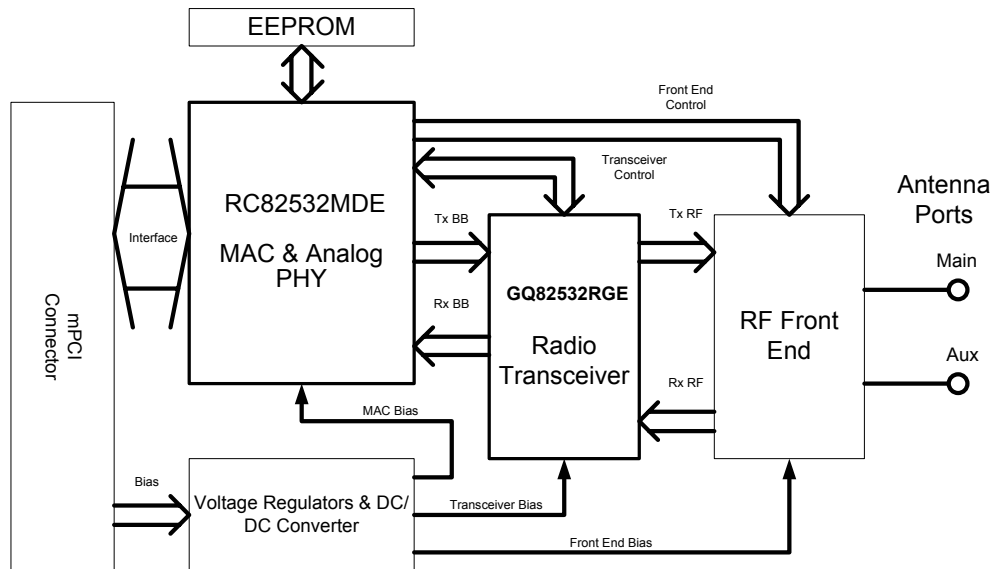 EEPROM
Front End
Control
RC82532MDE
MAC & Analog
PHY
Transceiver
Control
Antenna
Ports
Interface
Tx BB
Tx RF
Main
GQ82532RGE
Radio
Transceiver
Rx BB
RF Front
End
mPCI
Connector
Aux
Rx RF
MAC Bias
Bias
Voltage Regulators & DC/
DC Converter
Transceiver Bias
Front End Bias